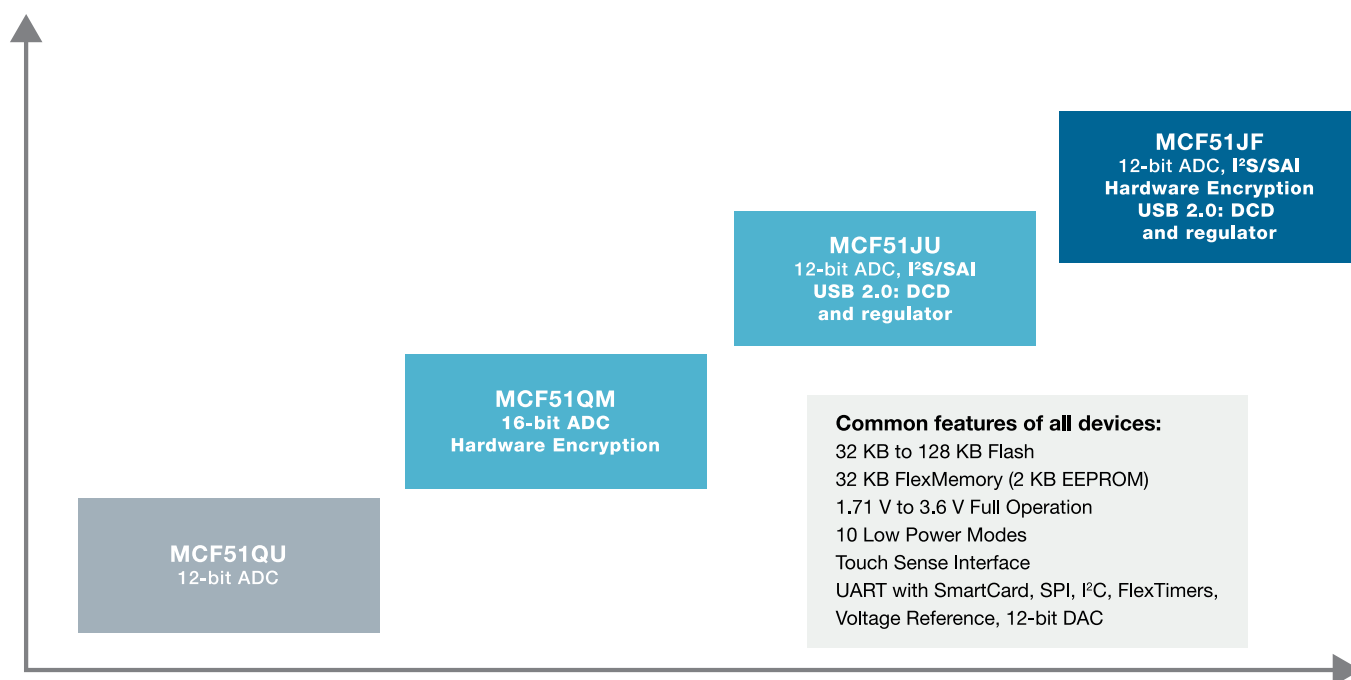 MCF51JF
12-bit ADC, I²S/SAI
Hardware Encryption
USB 2.0: DCD
and regulator
MCF51JU
12-bit ADC, I²S/SAI
USB 2.0: DCD
and regulator
MCF51QM
16-bit ADC
Hardware Encryption
MCF51QU
12-bit ADC
Common features of all devices:
32 KB to 128 KB Flash
32 KB FlexMemory (2 KB EEPROM)
1.71 V to 3.6 V Full Operation
10 Low Power Modes
Touch Sense Interface
UART with SmartCard, SPI, I²C, FlexTimers,
Voltage Reference, 12-bit DAC